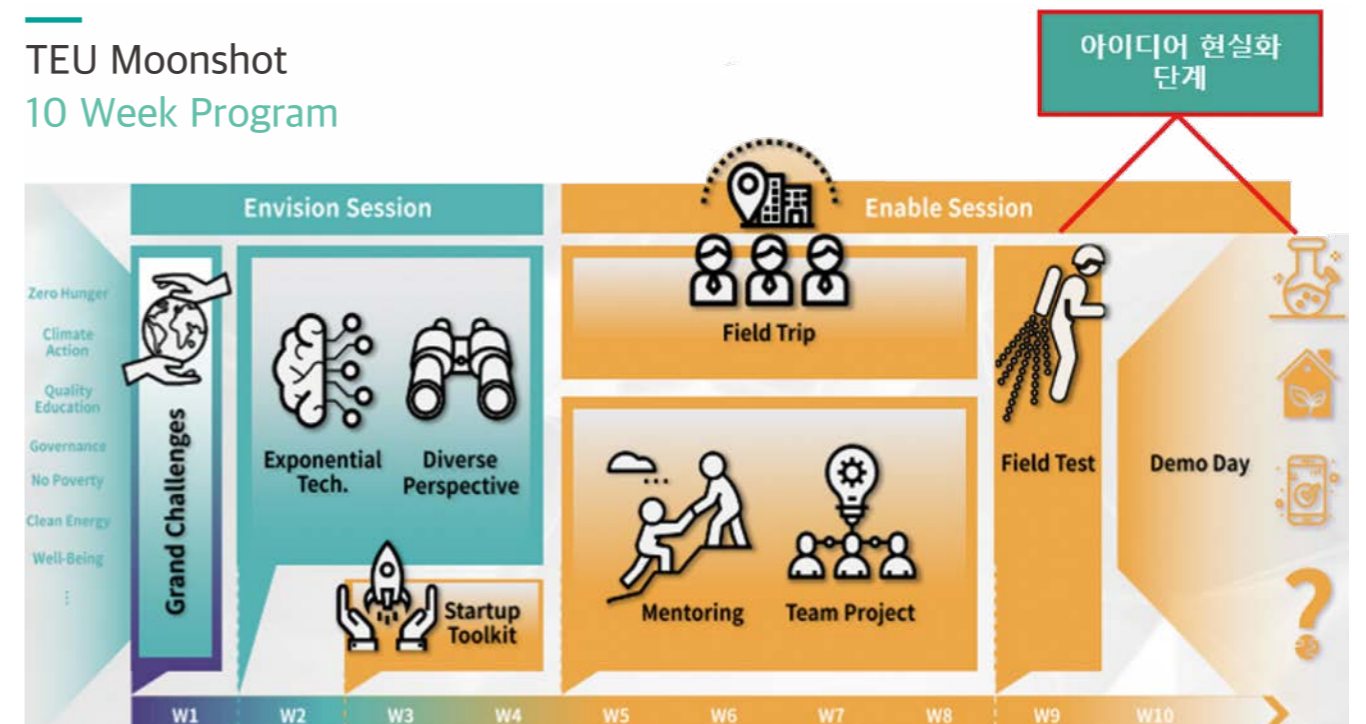 TEU Moonshot
10 Week Program
아이디어 현실화
단계
Envision Session
Enable Session
Zero Hunger
Climate
Action
Quality
Education
Governance
No Poverty
Clean Energy
Well-Being
⋮
Grand Challenges
Exponential
Tech.
Diverse
Perspective
Startup
Toolkit
Field Trip
Mentoring
Team Project
Field Test
Demo Day
?
W1
W2
W3
W4
W5
W6
W7
W8
W9
W10